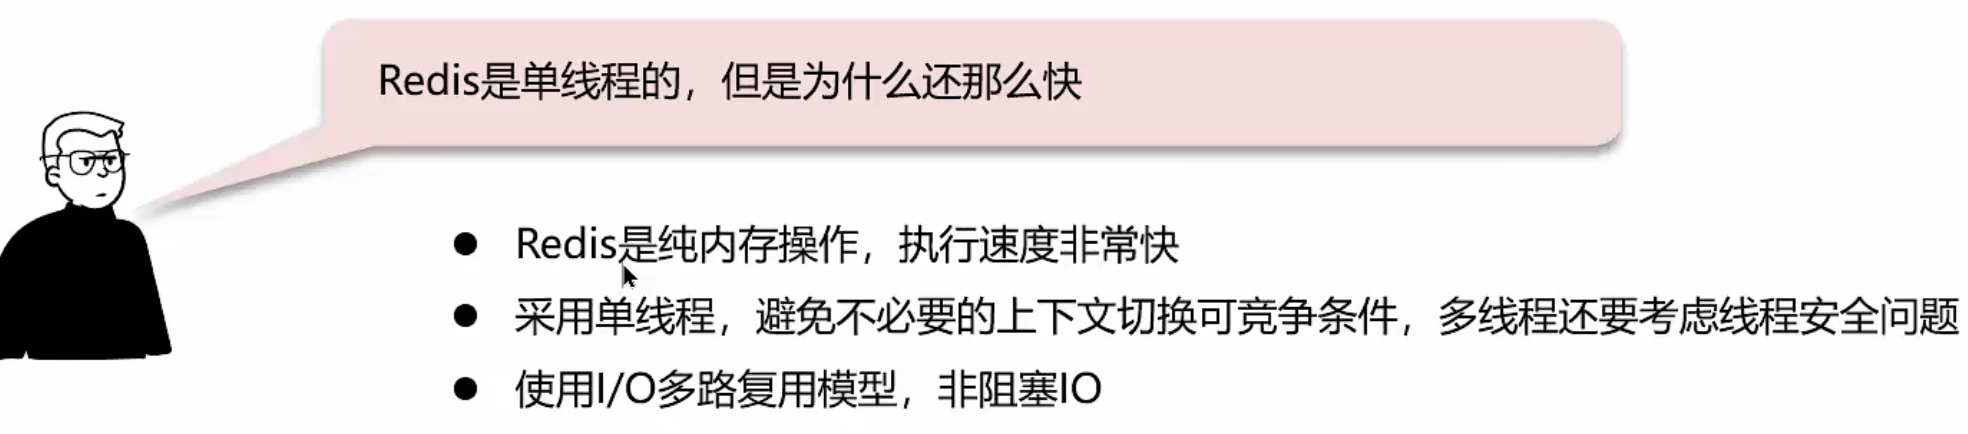 Redis是单线程的，但是为什么还那么快
Redis是纯内存操作，执行速度非常快
采用单线程，避免不必要的上下文切换可竞争条件，多线程还要考虑线程安全问题
使用I/O多路复用模型，非阻塞IO